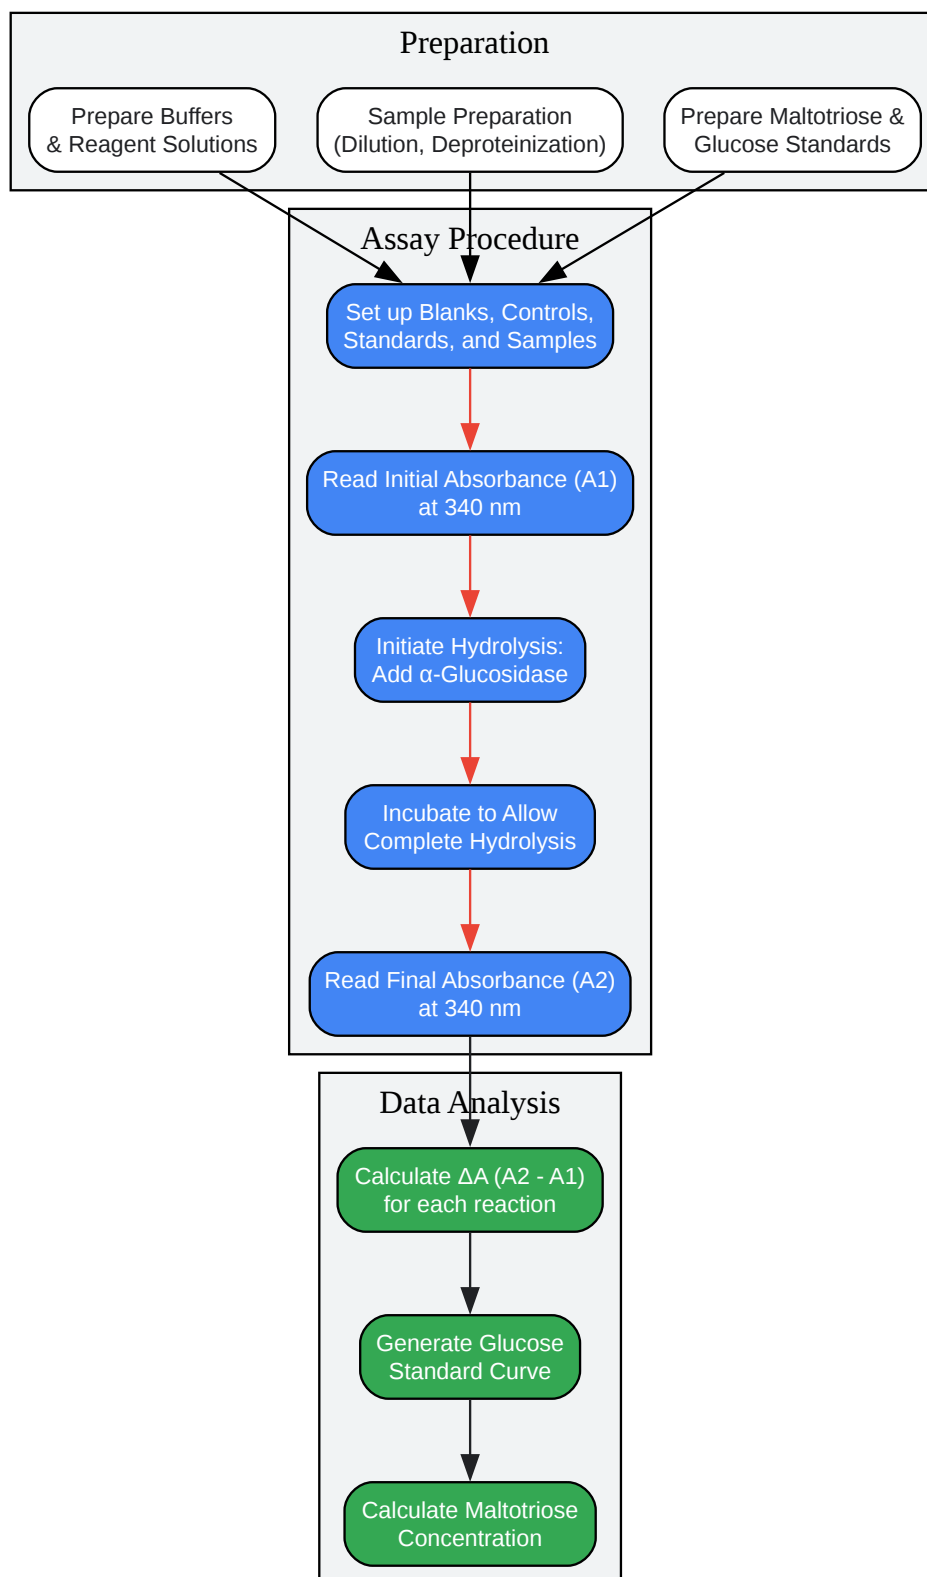 Preparation
Prepare Buffers
& Reagent Solutions
Sample Preparation
(Dilution, Deproteinization)
Prepare Maltotriose &
Glucose Standards
Assay Procedure
Set up Blanks, Controls,
Standards, and Samples
Read Initial Absorbance (A1)
at 340 nm
Initiate Hydrolysis:
Add α-Glucosidase
Incubate to Allow
Complete Hydrolysis
Read Final Absorbance (A2)
at 340 nm
Data Analysis
Calculate ΔA (A2 - A1)
for each reaction
Generate Glucose
Standard Curve
Calculate Maltotriose
Concentration